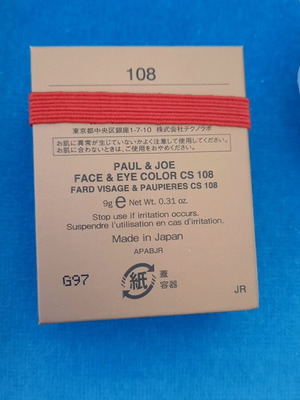 108
東京都中央区銀座1-7-10 株式会社テクノラボ
お肌に異常が生じていないかよく注意して使用してください。
お肌に合わないときは、ご使用をおやめください。
PAUL & JOE
FACE & EYE COLOR CS 108
FARD VISAGE & PAUPIERES CS 108
9g e Net Wt. 0.31 oz.
Stop use if irritation occurs.
Suspendre l'utilisation en cas d'irritation.
Made in Japan
APABJR
G97
紙
蓋
容器
JR